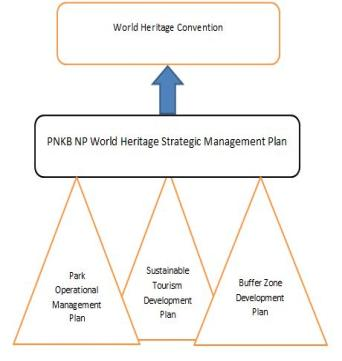 World Heritage Convention
PNKB NP World Heritage Strategic Management Plan
Park
Operational
Management
Plan
Sustainable
Tourism
Development
Plan
Buffer Zone
Development
Plan